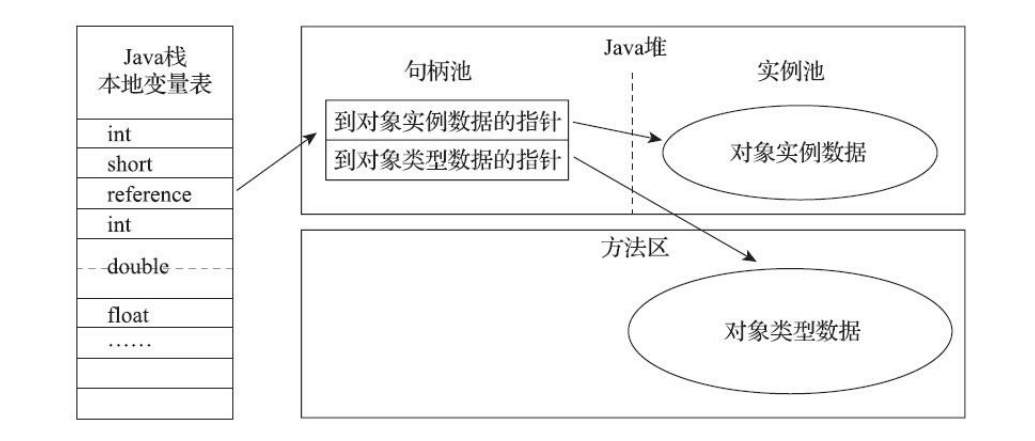 Java栈
本地变量表
int
short
reference
int
double
float
……
Java堆
句柄池
实例池
到对象实例数据的指针
到对象类型数据的指针
对象实例数据
方法区
对象类型数据